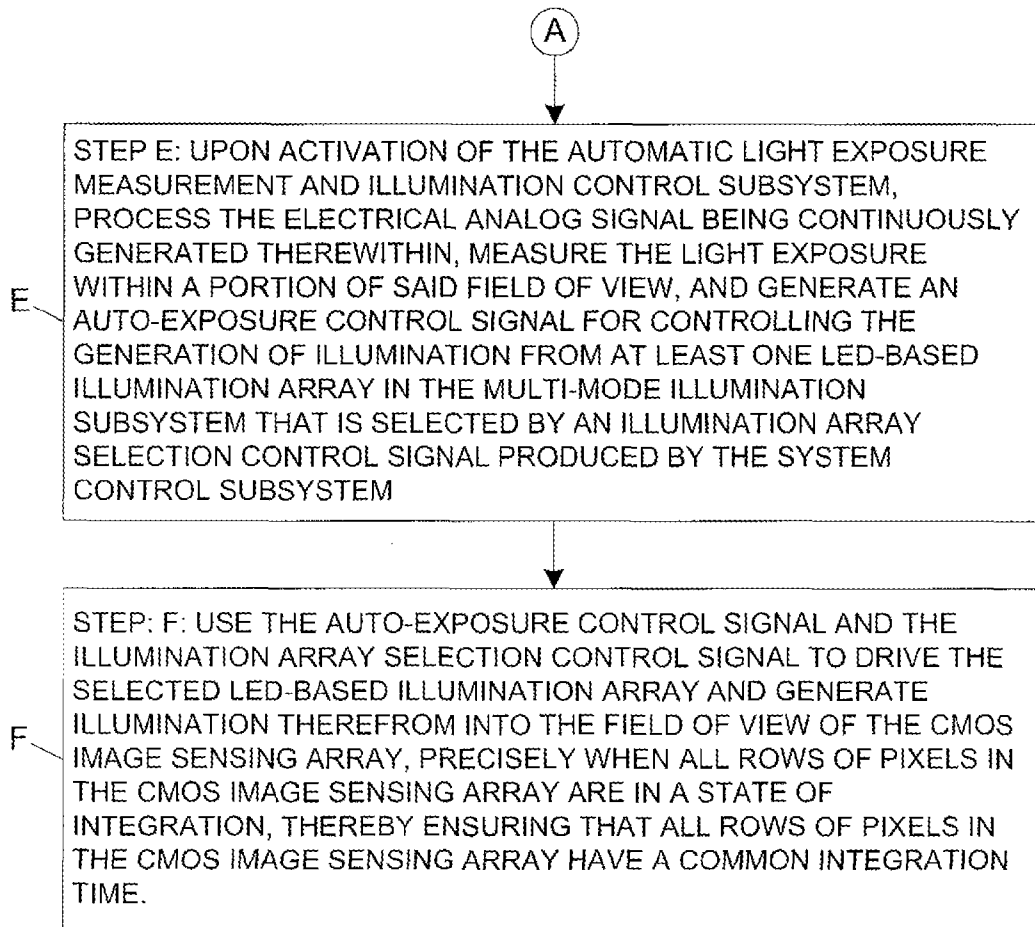 A
STEP E: UPON ACTIVATION OF THE AUTOMATIC LIGHT EXPOSURE
MEASUREMENT AND ILLUMINATION CONTROL SUBSYSTEM,
PROCESS THE ELECTRICAL ANALOG SIGNAL BEING CONTINUOUSLY
GENERATED THEREWITHIN, MEASURE THE LIGHT EXPOSURE
WITHIN A PORTION OF SAID FIELD OF VIEW, AND GENERATE AN
AUTO-EXPOSURE CONTROL SIGNAL FOR CONTROLLING THE
GENERATION OF ILLUMINATION FROM AT LEAST ONE LED-BASED
ILLUMINATION ARRAY IN THE MULTI-MODE ILLUMINATION
SUBSYSTEM THAT IS SELECTED BY AN ILLUMINATION ARRAY
SELECTION CONTROL SIGNAL PRODUCED BY THE SYSTEM
CONTROL SUBSYSTEM
E
STEP: F: USE THE AUTO-EXPOSURE CONTROL SIGNAL AND THE
ILLUMINATION ARRAY SELECTION CONTROL SIGNAL TO DRIVE THE
SELECTED LED-BASED ILLUMINATION ARRAY AND GENERATE
ILLUMINATION THEREFROM INTO THE FIELD OF VIEW OF THE CMOS
IMAGE SENSING ARRAY, PRECISELY WHEN ALL ROWS OF PIXELS IN
THE CMOS IMAGE SENSING ARRAY ARE IN A STATE OF
INTEGRATION, THEREBY ENSURING THAT ALL ROWS OF PIXELS IN
THE CMOS IMAGE SENSING ARRAY HAVE A COMMON INTEGRATION
TIME.
F